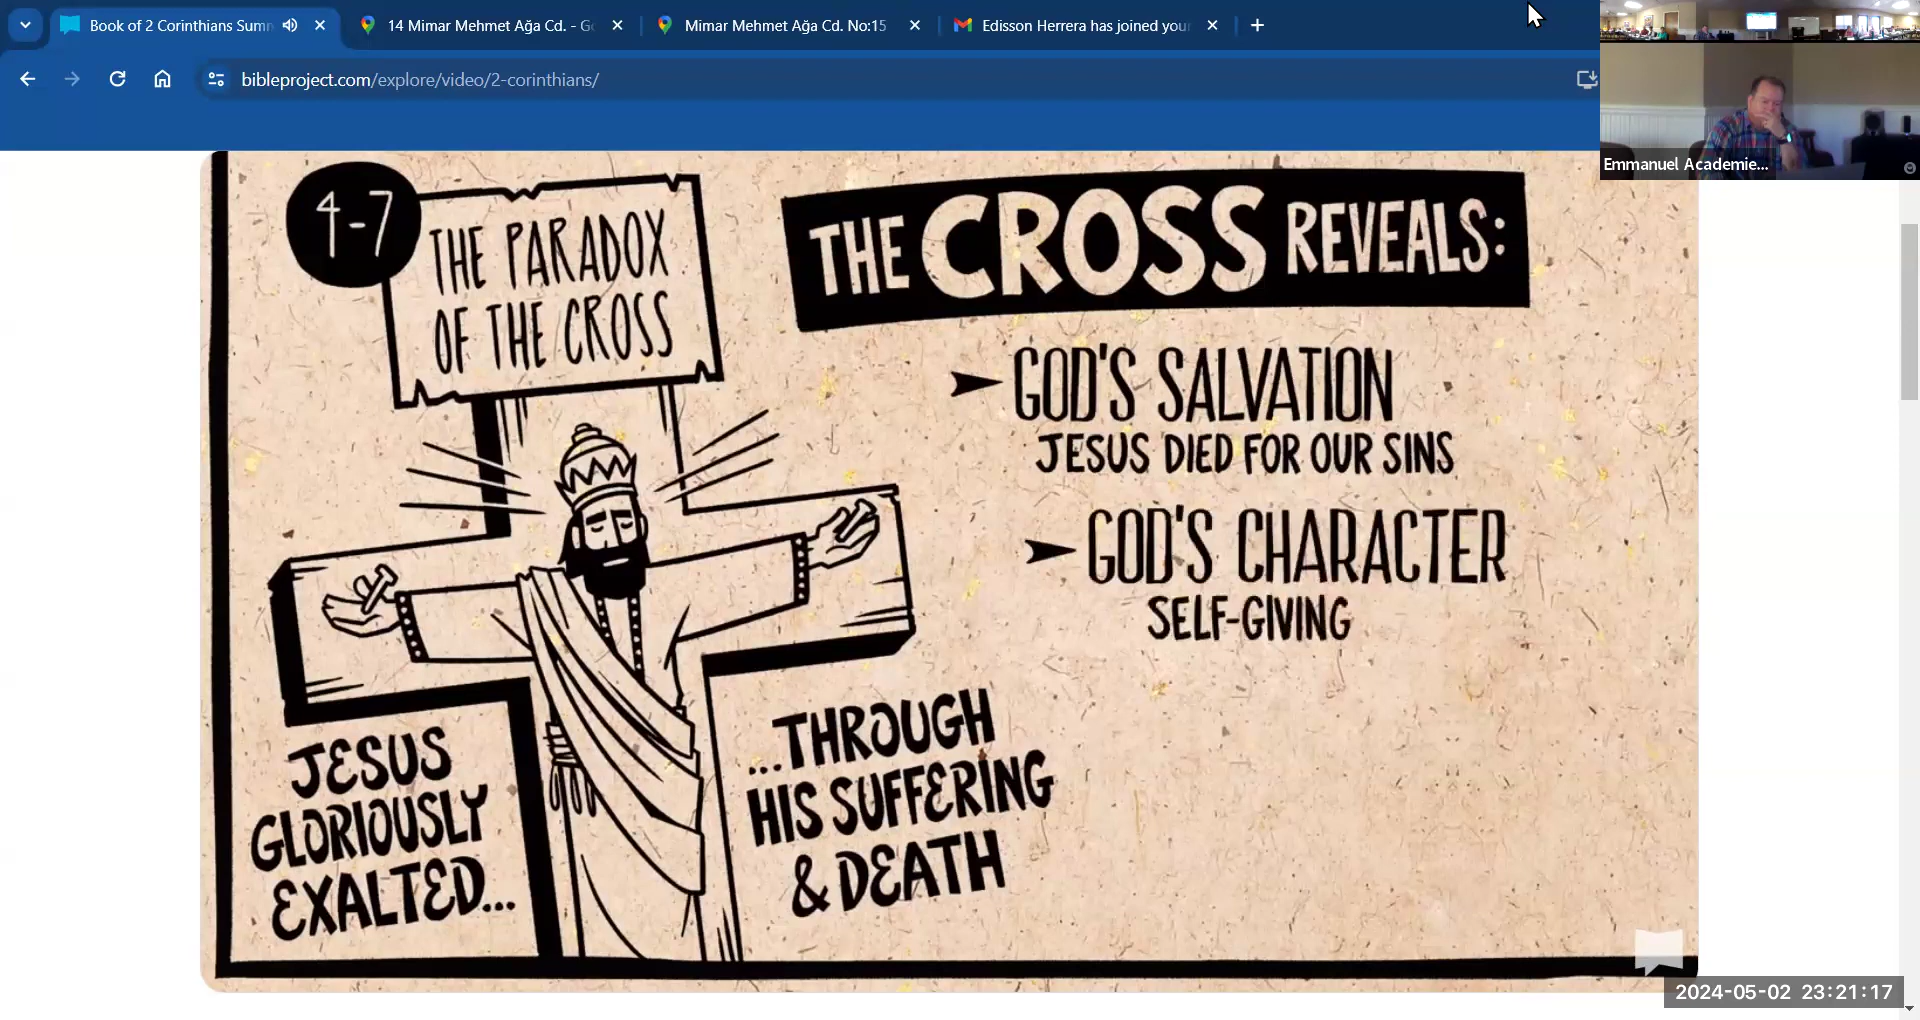 Book of 2 Corinthians Summ
14 Mimar Mehmet Ağa Cd. - Go
Mimar Mehmet Ağa Cd. No:15
Edisson Herrera has joined your
bibleproject.com/explore/video/2-corinthians/
Emmanuel Academie...
4-7
THE PARADOX
OF THE CROSS
THE CROSS REVEALS:
GOD'S SALVATION
JESUS DIED FOR OUR SINS
GOD'S CHARACTER
SELF-GIVING
JESUS
GLORIOUSLY
EXALTED...
...THROUGH
HIS SUFFERING
& DEATH
2024-05-02 23:21:17